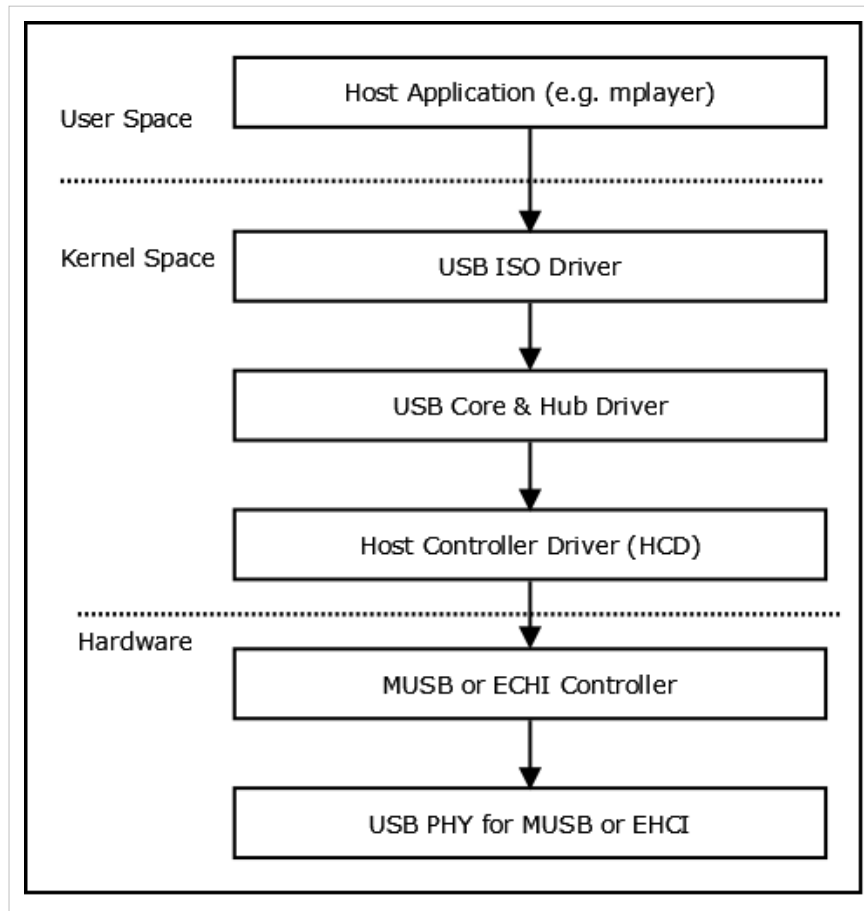 Host Application (e.g. mplayer)
User Space
Kernel Space
USB ISO Driver
USB Core & Hub Driver
Host Controller Driver (HCD)
Hardware
MUSB or ECHI Controller
USB PHY for MUSB or EHCI